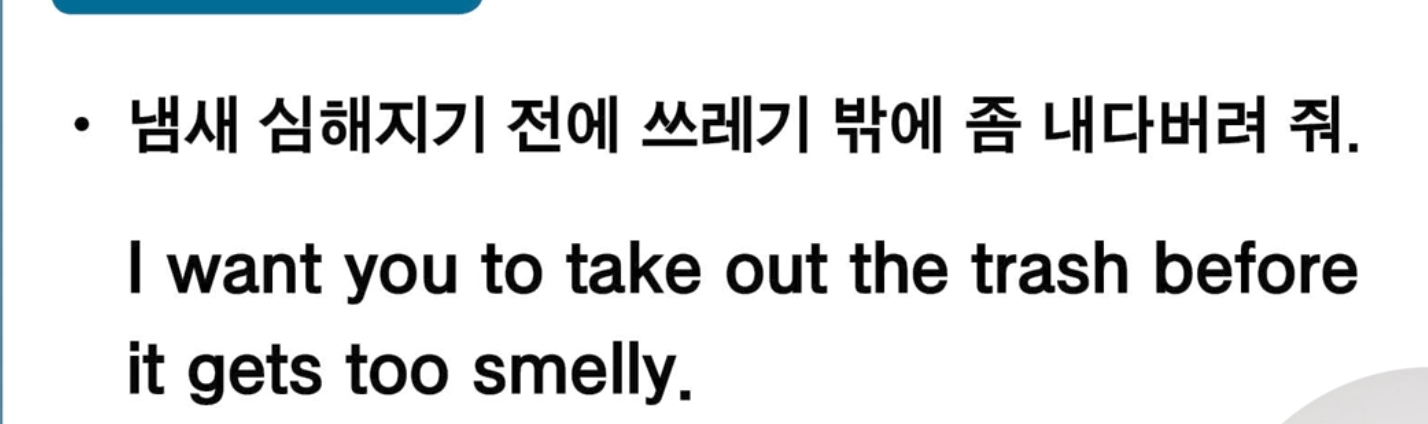 • 냄새 심해지기 전에 쓰레기 밖에 좀 내다버려 줘.
I want you to take out the trash before
it gets too smelly.